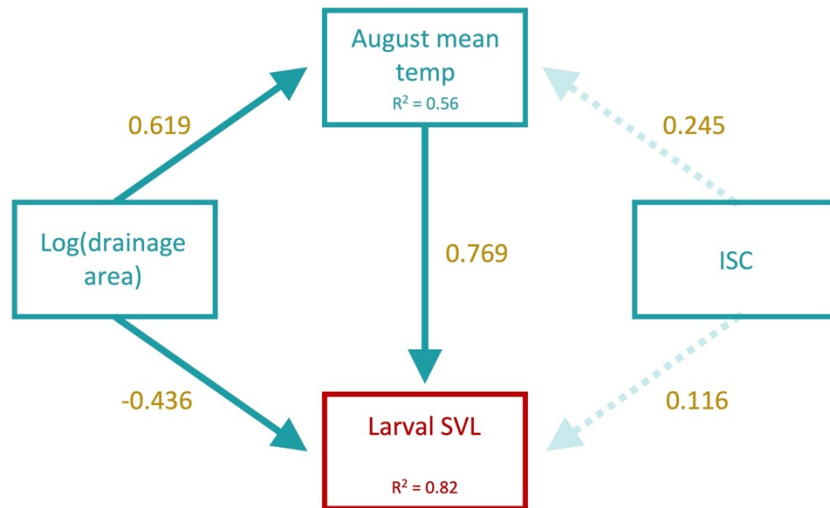 August mean
temp
R² = 0.56
0.619
0.245
Log(drainage
area)
0.769
ISC
-0.436
0.116
Larval SVL
R² = 0.82